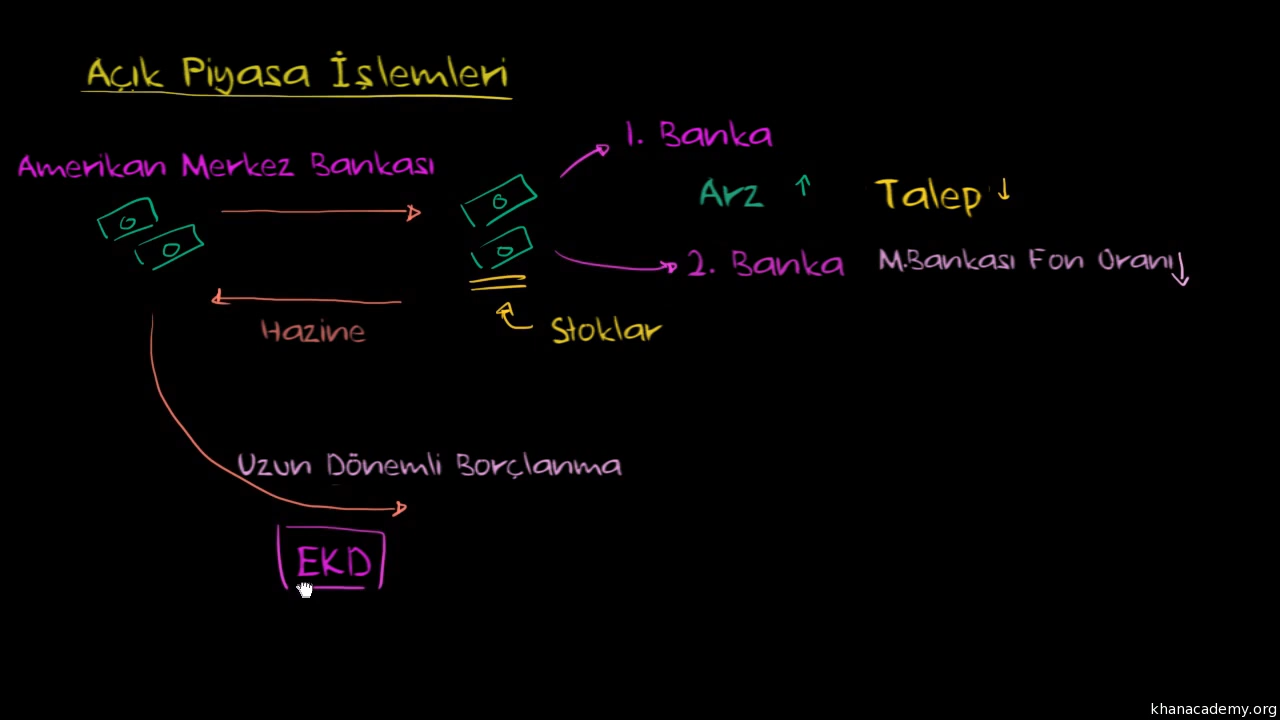 Açık Piyasa İşlemleri
Amerikan Merkez Bankası
1. Banka
Arz
Talep
2. Banka
M.Bankası Fon Oranı
Hazine
Stoklar
Uzun Dönemli Borçlanma
EKD
khanacademy.org